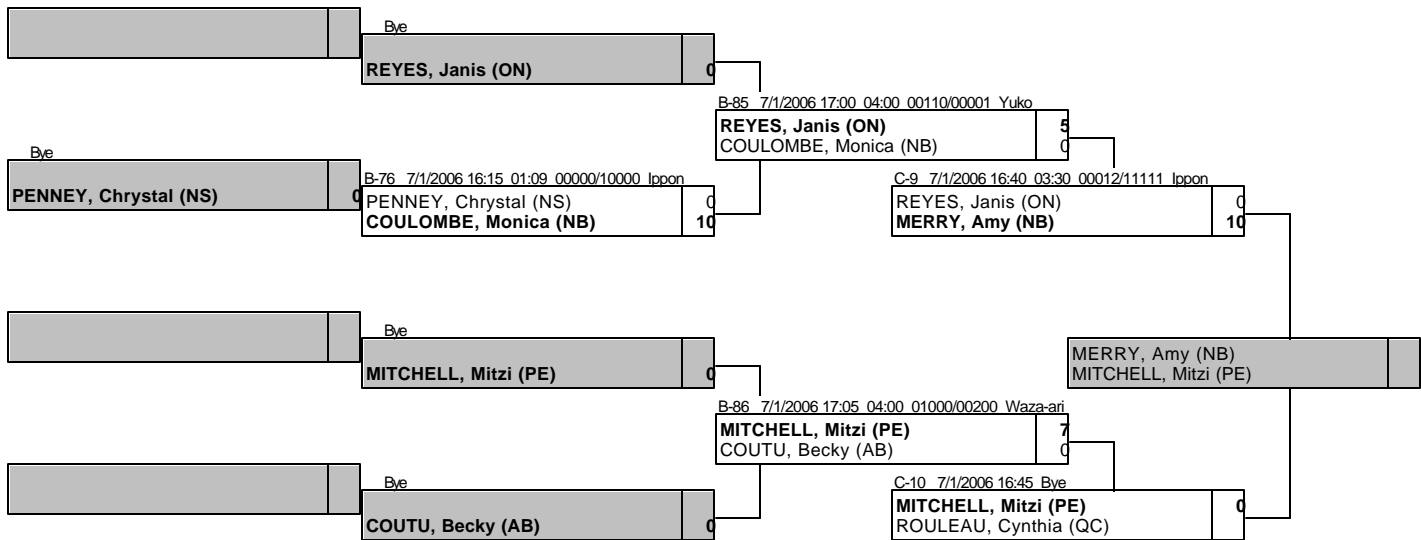 Bye
REYES, Janis (ON) 0
B-85 7/1/2006 17:00 04:00 00110/00001 Yuko
REYES, Janis (ON) 5
COULOMBE, Monica (NB) 0
Bye
PENNEY, Chrystal (NS) 0
B-76 7/1/2006 16:15 01:09 00000/10000 Ippon
PENNEY, Chrystal (NS) 0
COULOMBE, Monica (NB) 10
C-9 7/1/2006 16:40 03:30 00012/11111 Ippon
REYES, Janis (ON) 0
MERRY, Amy (NB) 10
Bye
MITCHELL, Mitzi (PE) 0
MERRY, Amy (NB)
MITCHELL, Mitzi (PE)
B-86 7/1/2006 17:05 04:00 01000/00200 Waza-ari
MITCHELL, Mitzi (PE) 7
COUTU, Becky (AB) 0
Bye
COUTU, Becky (AB) 0
C-10 7/1/2006 16:45 Bye
MITCHELL, Mitzi (PE) 0
ROULEAU, Cynthia (QC)